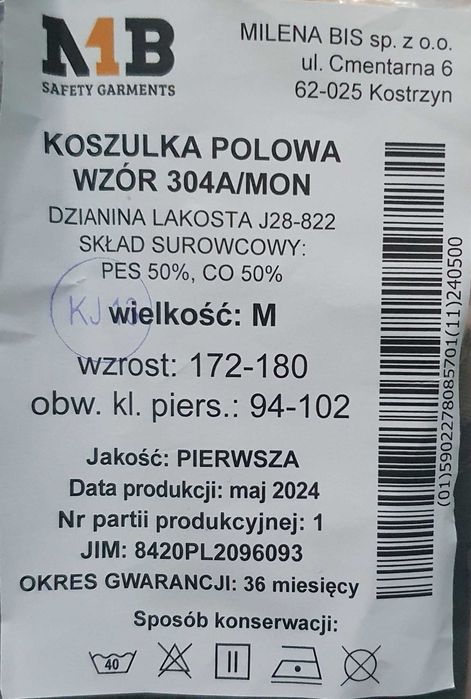 M1B
SAFETY GARMENTS
MILENA BIS sp. z o.o.
ul. Cmentarna 6
62-025 Kostrzyn
KOSZULKA POLOWA
WZÓR 304A/MON
DZIANINA LAKOSTA J28-822
SKŁAD SUROWCOWY:
PES 50%, CO 50%
wielkość: M
wzrost: 172-180
obw. kl. piers.: 94-102
Jakość: PIERWSZA
Data produkcji: maj 2024
Nr partii produkcyjnej: 1
JIM: 8420PL2096093
OKRES GWARANCJI: 36 miesięcy
Sposób konserwacji:
40
(01)5902278085701(11)240500
KJ